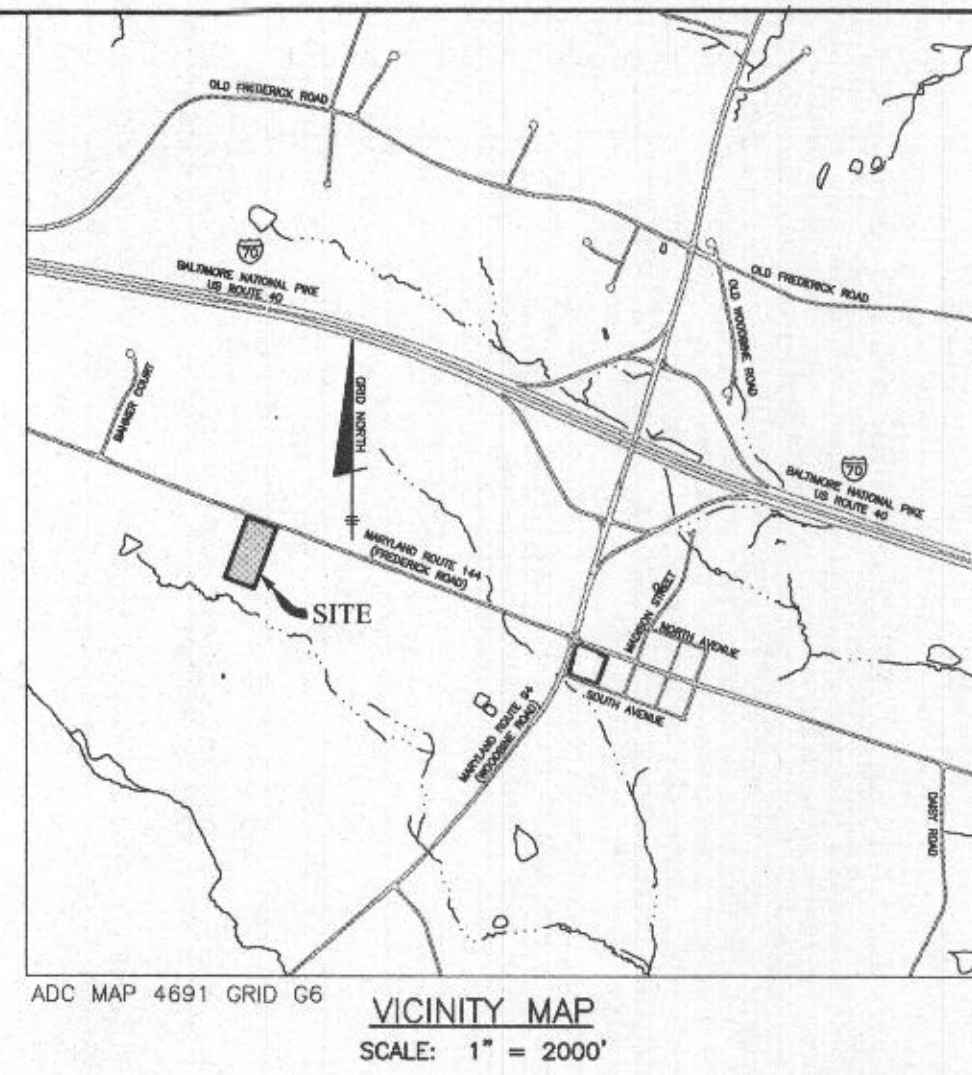 OLD FREDERICK ROAD
70
BALTIMORE NATIONAL PIKE
US ROUTE 40
OLD FREDERICK ROAD
OLD WOODBINE ROAD
BANNER COURT
GRID NORTH
70
BALTIMORE NATIONAL PIKE
US ROUTE 40
MARYLAND ROUTE 144
(FREDERICK ROAD)
SITE
MADISON STREET
NORTH AVENUE
SOUTH AVENUE
MARYLAND ROUTE 94
(WOODBINE ROAD)
DAISY ROAD
ADC MAP 4691 GRID G6
VICINITY MAP
SCALE: 1" = 2000'